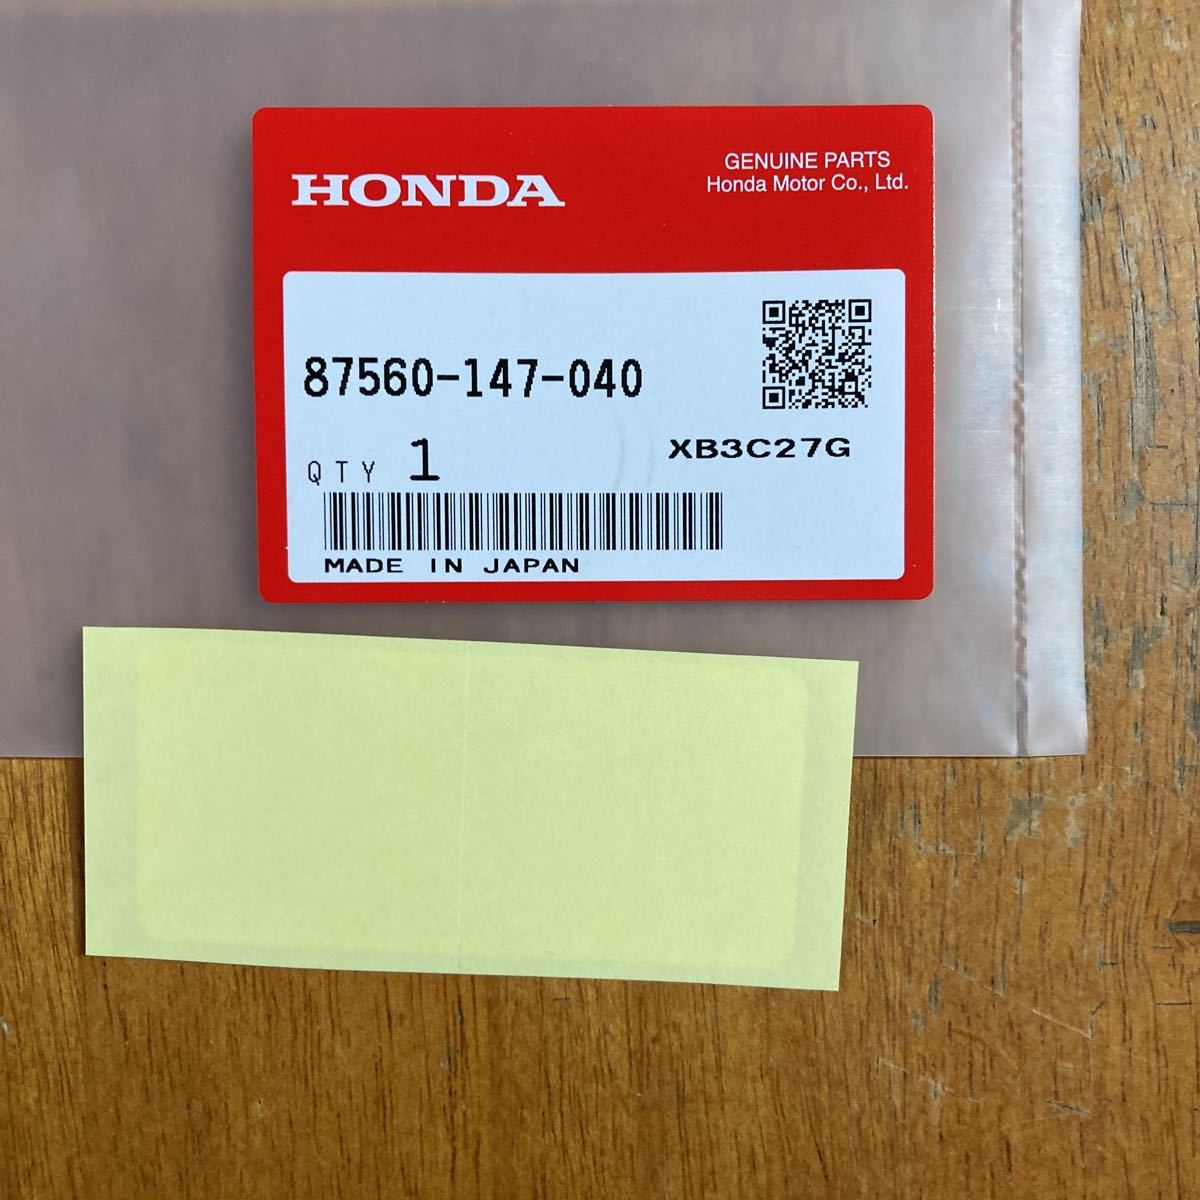 HONDA
GENUINE PARTS
Honda Motor Co., Ltd.
87560-147-040
XB3C27G
QTY 1
MADE IN JAPAN